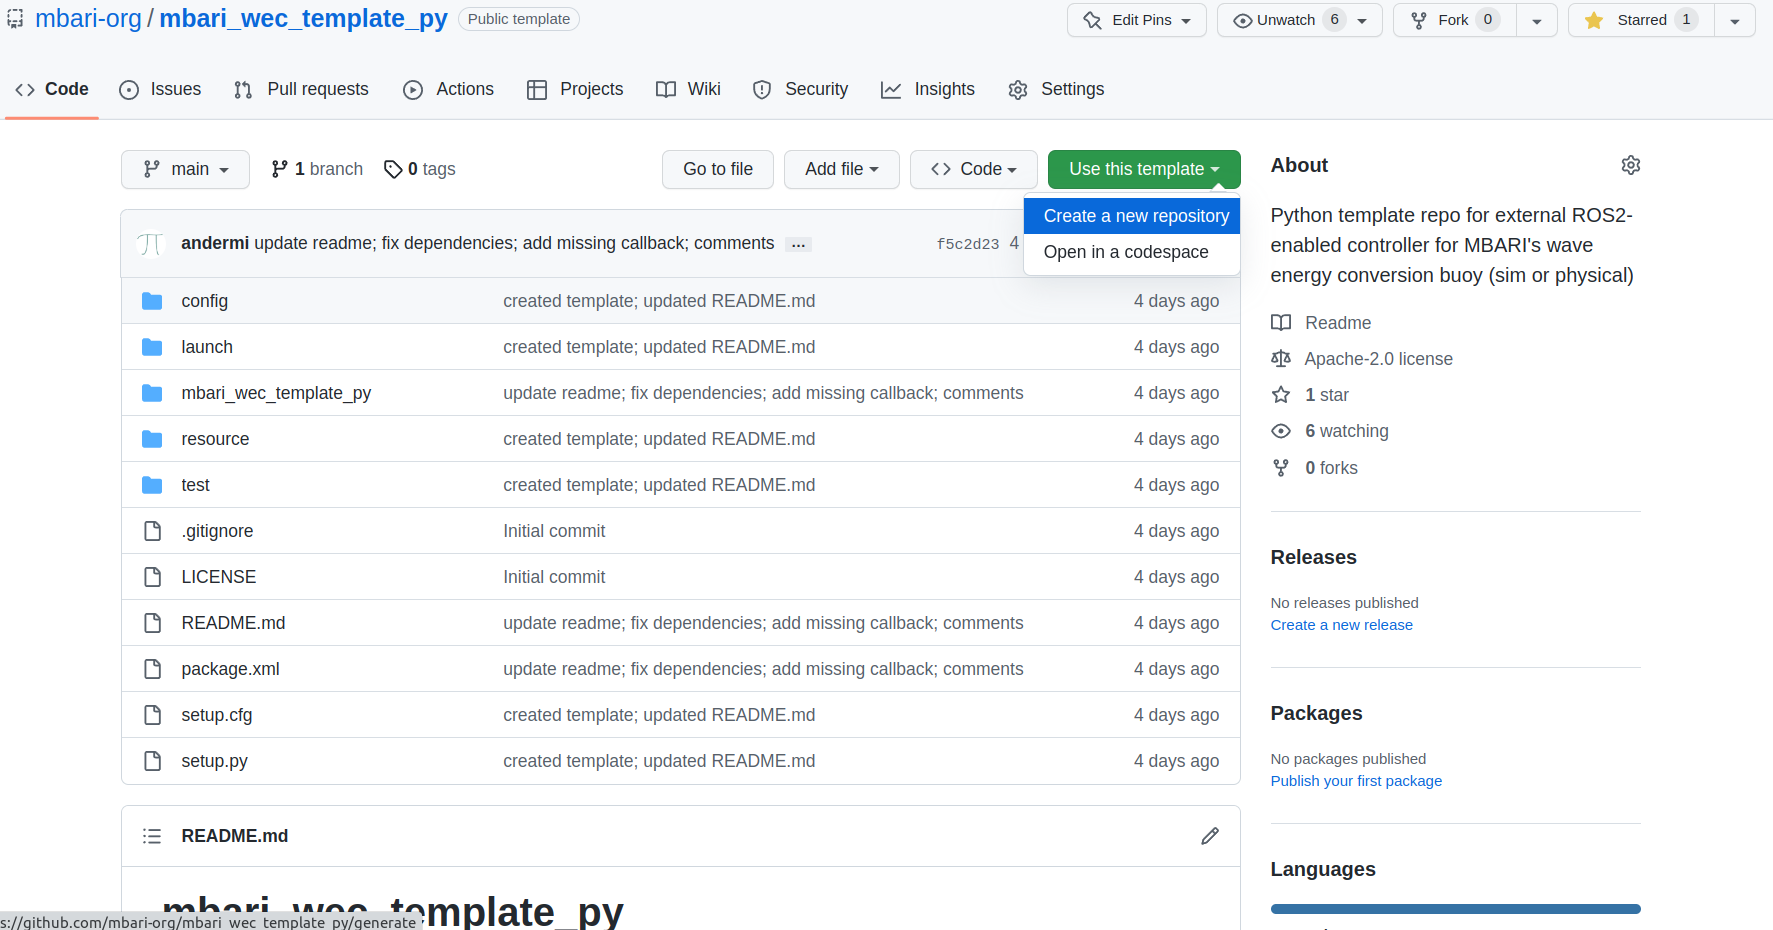 mbari-org / mbari_wec_template_py Public template Edit Pins Unwatch 6 Fork 0 Starred 1
Code Issues Pull requests Actions Projects Wiki Security Insights Settings
main 1 branch 0 tags Go to file Add file Code Use this template
Create a new repository
Open in a codespace
andermi update readme; fix dependencies; add missing callback; comments ... f5c2d23 4
config created template; updated README.md 4 days ago
launch created template; updated README.md 4 days ago
mbari_wec_template_py update readme; fix dependencies; add missing callback; comments 4 days ago
resource created template; updated README.md 4 days ago
test created template; updated README.md 4 days ago
.gitignore Initial commit 4 days ago
LICENSE Initial commit 4 days ago
README.md update readme; fix dependencies; add missing callback; comments 4 days ago
package.xml update readme; fix dependencies; add missing callback; comments 4 days ago
setup.cfg created template; updated README.md 4 days ago
setup.py created template; updated README.md 4 days ago
README.md
mbari_wec_template_py
s://github.com/mbari-org/mbari_wec_template_py/generate
About
Python template repo for external ROS2-
enabled controller for MBARI's wave
energy conversion buoy (sim or physical)
Readme
Apache-2.0 license
1 star
6 watching
0 forks
Releases
No releases published
Create a new release
Packages
No packages published
Publish your first package
Languages